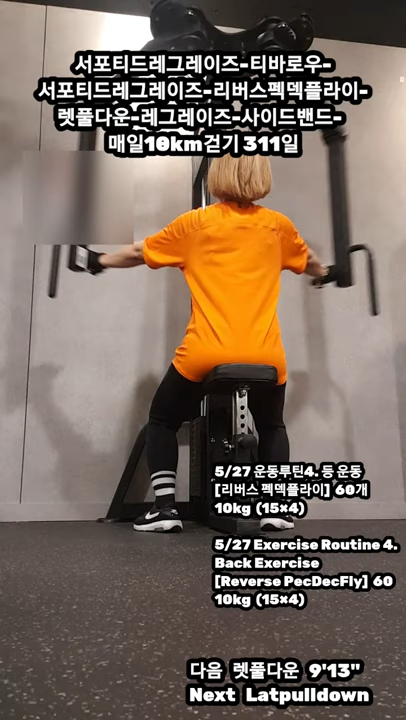 서포티드레그레이즈-티바로우-
서포티드레그레이즈-리버스펙덱플라이-
렛풀다운-레그레이즈-사이드밴드-
매일10km걷기 311일
5/27 운동루틴4. 등 운동
[리버스 펙덱플라이] 60개
10kg (15×4)
5/27 Exercise Routine 4.
Back Exercise
[Reverse PecDecFly] 60
10kg (15×4)
다음 렛풀다운 9'13"
Next Latpulldown